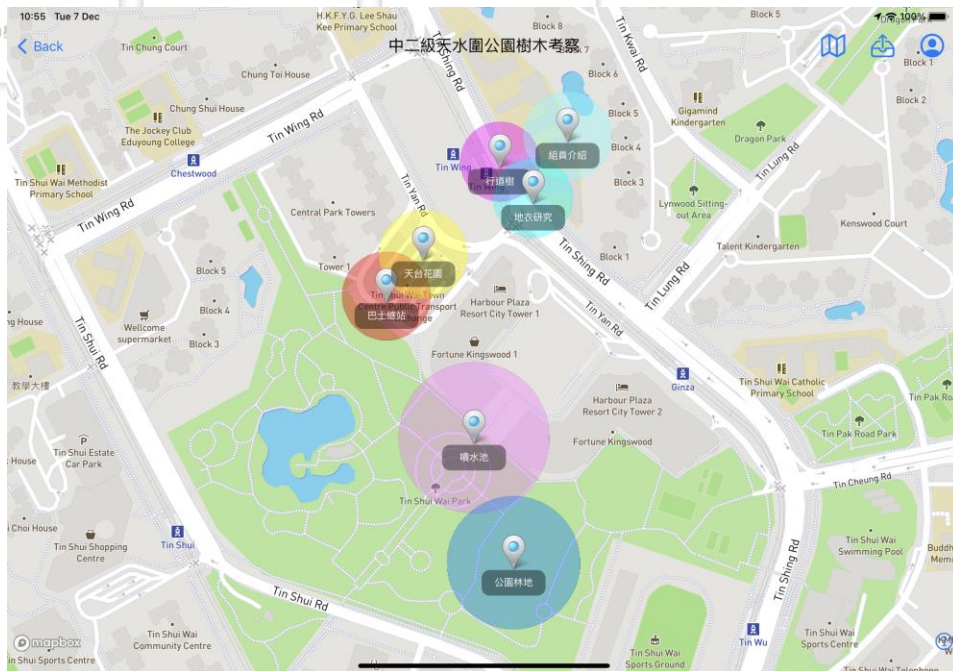 10:55 Tue 7 Dec
100%
Back
中二級天水圍公園樹木考察
H.K.F.Y.G. Lee Shau
Kee Primary School
Block 5
Tin Chung Court
Tin Kwai Rd
Tin Shing Rd
Block 7
Block 1
Chung Toi House
Block 6
Chung Shui House
Block 5
Gigamind
Kindergarten
Block 2
The Jockey Club
Eduyoung College
Tin Wing Rd
Dragon Park
Chestwood
Tin Wing
組員介紹
Block 4
Tin Lung Rd
行道樹
Tin Shui Wai Methodist
Primary School
Block 3
Lynwood Sitting-
out Area
Tin Wing Rd
Tin Yan Rd
地衣研究
Central Park Towers
Kenswood Court
Talent Kindergarten
Block 1
Tin Shing Rd
Tower 1
天台花園
Block 5
Tin Lung Rd
Tin Shui Wai Town
Centre Public Transport
巴士總站
Harbour Plaza
Resort City Tower 1
Block 4
Tin Yan Rd
Wellcome
supermarket
Block 3
Tin Shui Rd
Fortune Kingswood 1
Ginza
教學大樓
Tin Shui Wai Catholic
Primary School
Harbour Plaza
Resort City Tower 2
Tin Pak Road Park
Fortune Kingswood
Tin Shui Estate
Car Park
噴水池
Tin Cheung Rd
Tin Shui Wai Park
i Choi House
Tin Shui
Tin Shui Shopping
Centre
Tin Shui Wai
Swimming Pool
公園林地
Tin Shing Rd
Tin Shui Rd
Tin Shui Wai
Community Centre
Tin Wu
mapbox
Tin Shui Wai
Sports Ground
Tin Shui Wai
Sports Centre